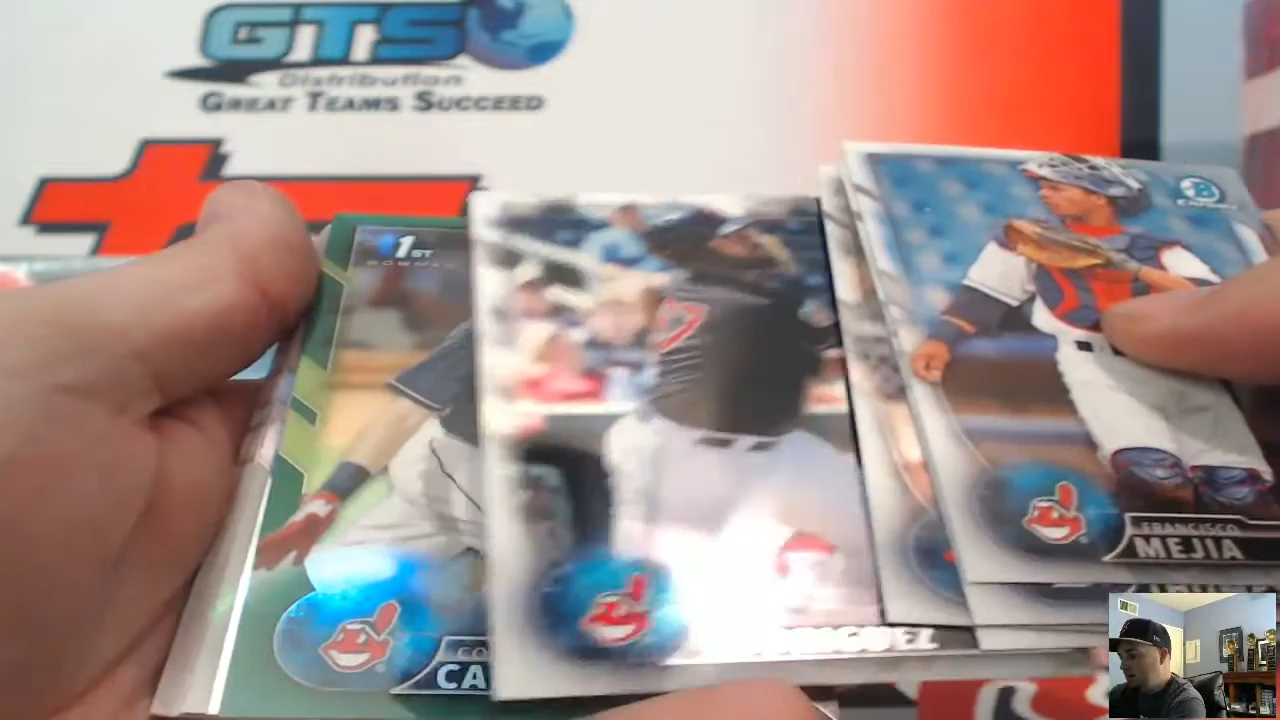 GTS
Distribution
GREAT TEAMS SUCCEED
1ST
BOWMAN
FRANCISCO
MEJIA
CA